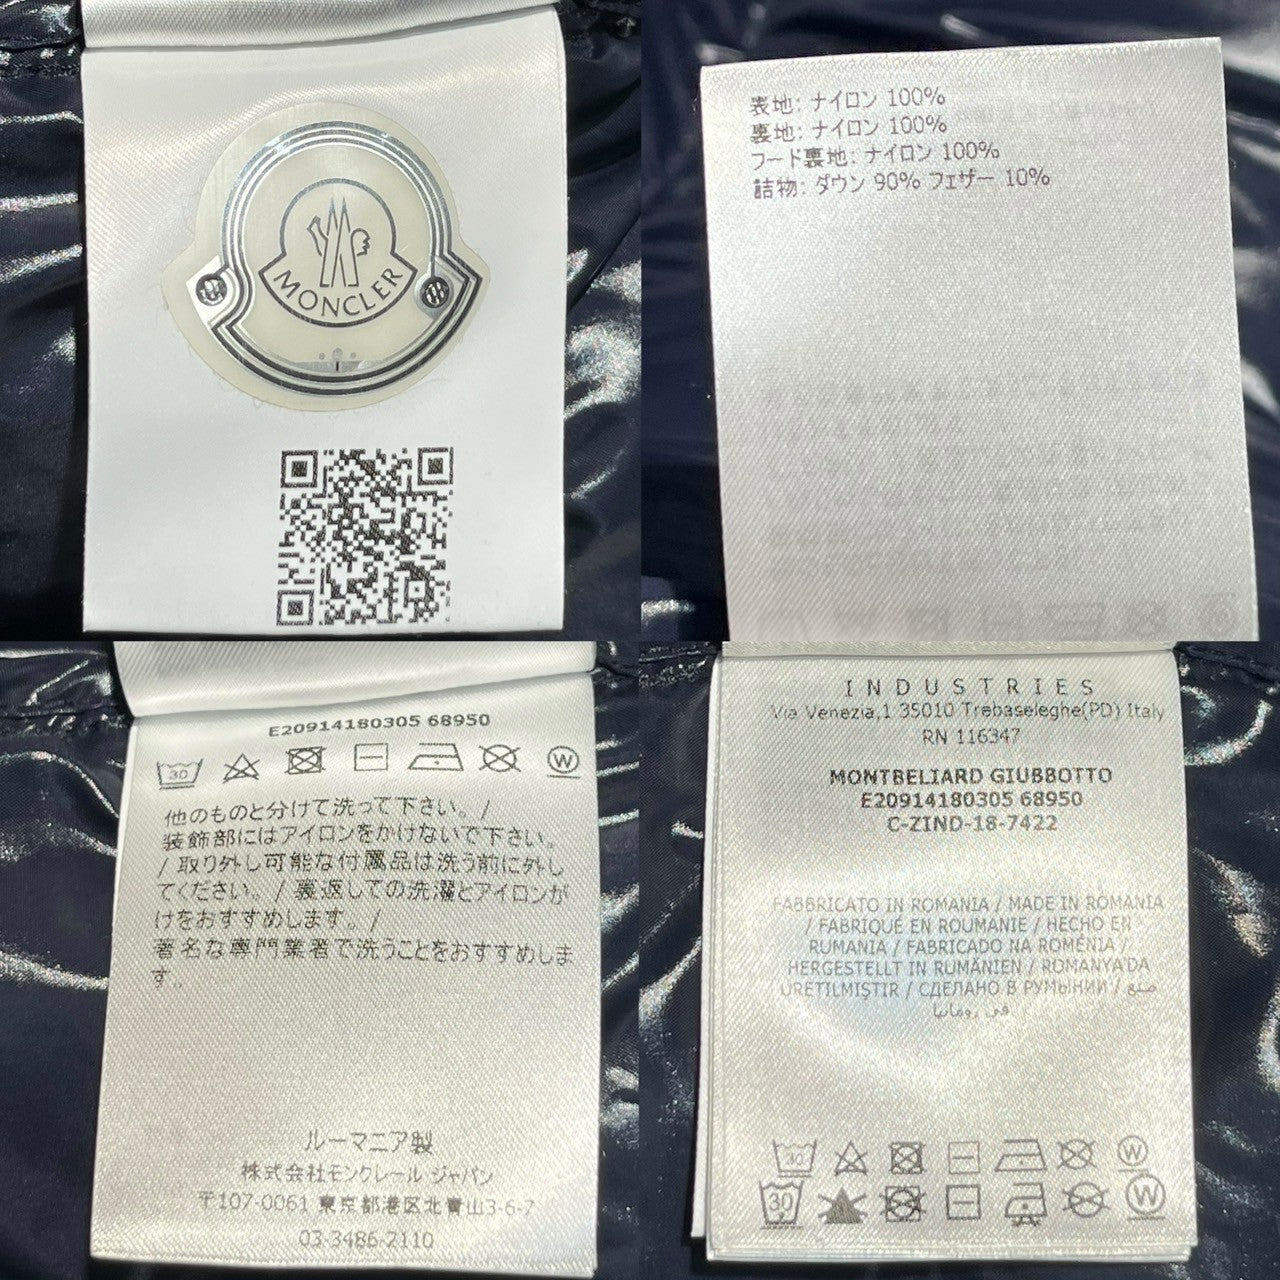 MONCLER
表地: ナイロン 100%
裏地: ナイロン 100%
フード裏地: ナイロン 100%
詰物: ダウン 90% フェザー 10%
E20914180305 68950
30
W
他のものと分けて洗って下さい。/
装飾部にはアイロンをかけないで下さい。
/ 取り外し可能な付属品は洗う前に外し
てください。/ 裏返しての洗濯とアイロンが
けをおすすめします。/
著名な専門業者で洗うことをおすすめしま
す。
ルーマニア製
株式会社モンクレール ジャパン
〒107-0061 東京都港区北青山3-6-7
03-3486-2110
INDUSTRIES
Via Venezia,1 35010 Trebaseleghe(PD) Italy
RN 116347
MONTBELIARD GIUBBOTTO
E20914180305 68950
C-ZIND-18-7422
FABBRICATO IN ROMANIA / MADE IN ROMANIA
/ FABRIQUÉ EN ROUMANIE / HECHO EN
RUMANIA / FABRICADO NA ROMÉNIA /
HERGESTELLT IN RUMÄNIEN / ROMANYA'DA
ÜRETILMIŞTIR / СДЕЛАНО В РУМЫНИИ / صنع
في رومانيا
30
W
30
W